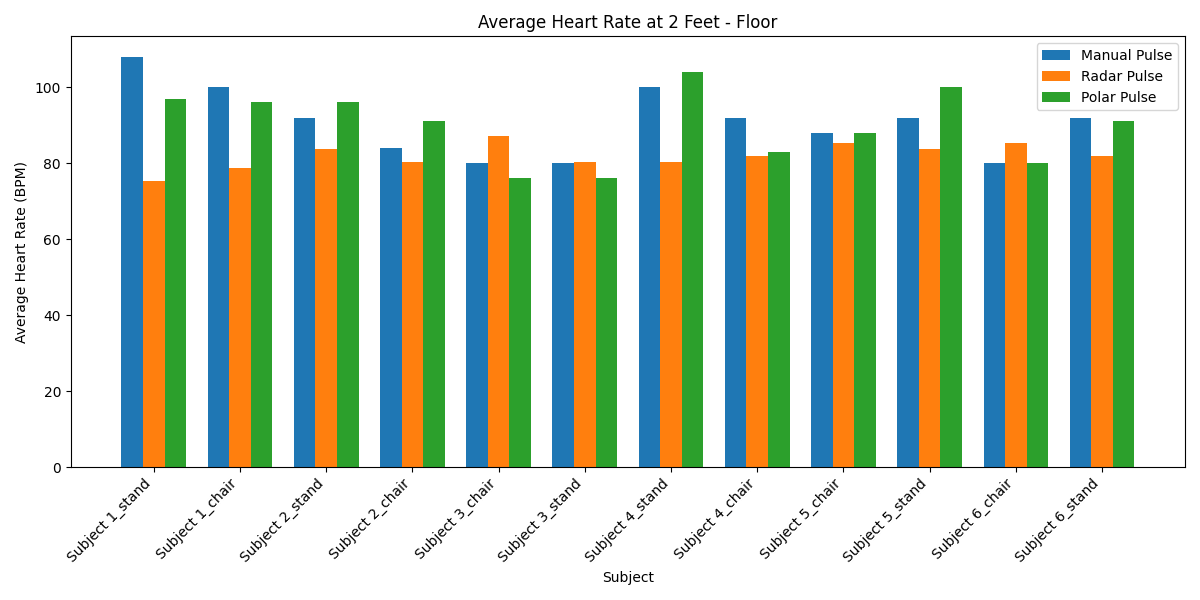 Average Heart Rate at 2 Feet - Floor
Manual Pulse
Radar Pulse
Polar Pulse
Average Heart Rate (BPM)
100
80
60
40
20
0
Subject 1_stand
Subject 1_chair
Subject 2_stand
Subject 2_chair
Subject 3_chair
Subject 3_stand
Subject 4_stand
Subject 4_chair
Subject 5_chair
Subject 5_stand
Subject 6_chair
Subject 6_stand
Subject